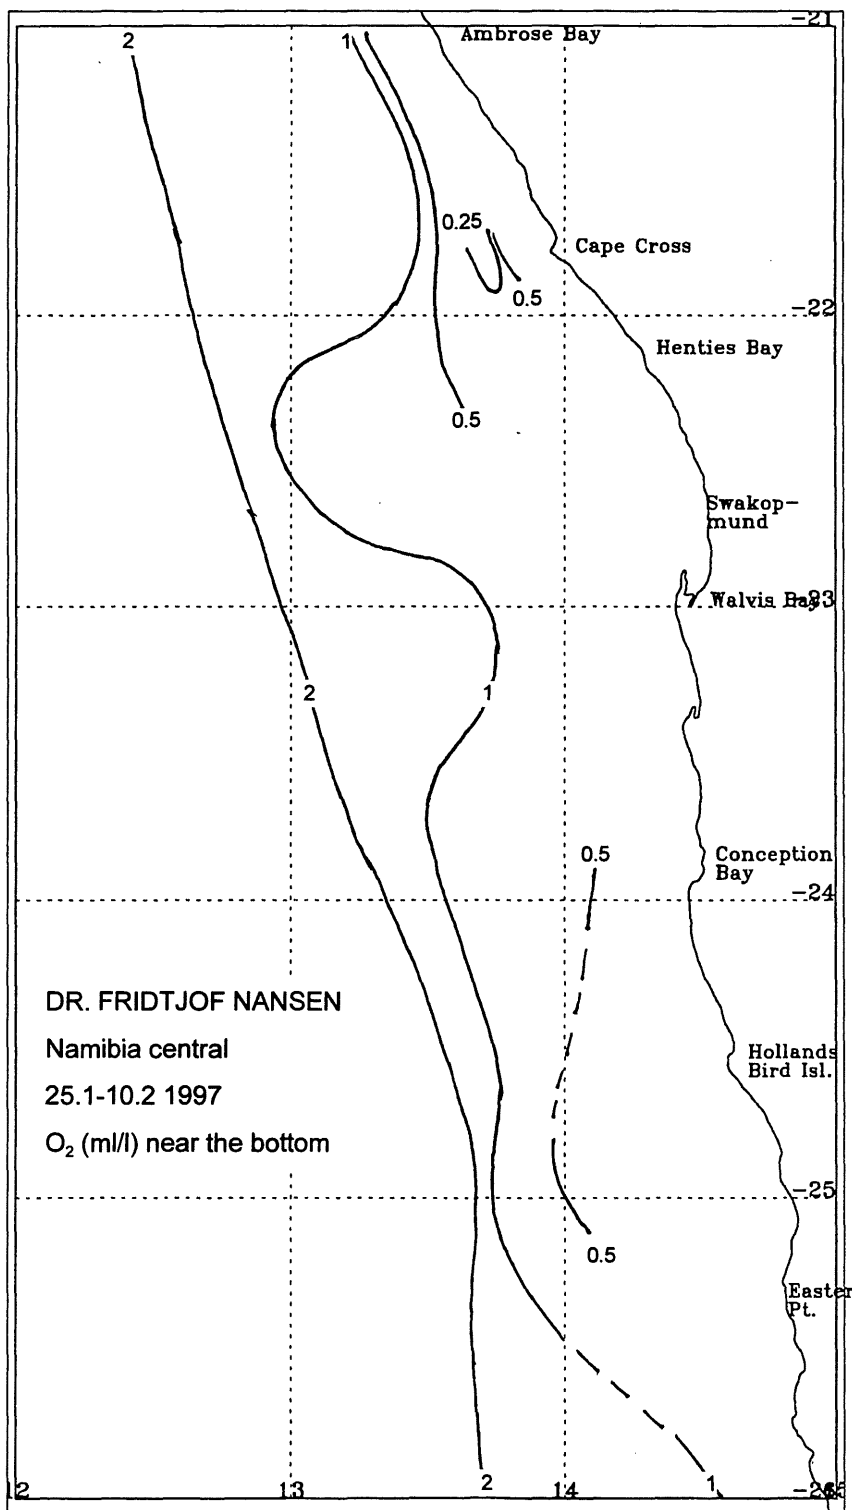 -21
2
1
Ambrose Bay
0.25
Cape Cross
0.5
-22
Henties Bay
0.5
Swakop-
mund
Walvis Bay
-23
2
1
0.5
Conception
Bay
-24
DR. FRIDTJOF NANSEN
Namibia central
25.1-10.2 1997
O₂ (ml/l) near the bottom
Hollands
Bird Isl.
-25
0.5
Easter
Pt.
2
1
12
13
14